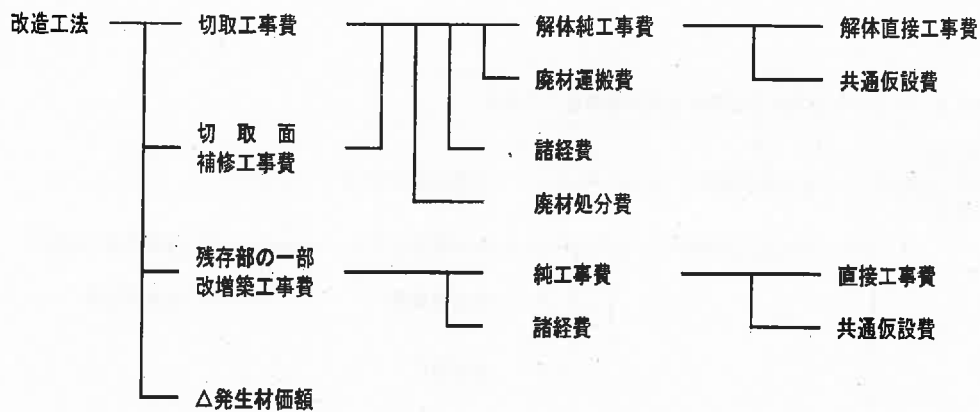 改造工法
切取工事費
解体純工事費
解体直接工事費
廃材運搬費
共通仮設費
切取面
補修工事費
諸経費
廃材処分費
残存部の一部
改増築工事費
純工事費
直接工事費
諸経費
共通仮設費
△発生材価額